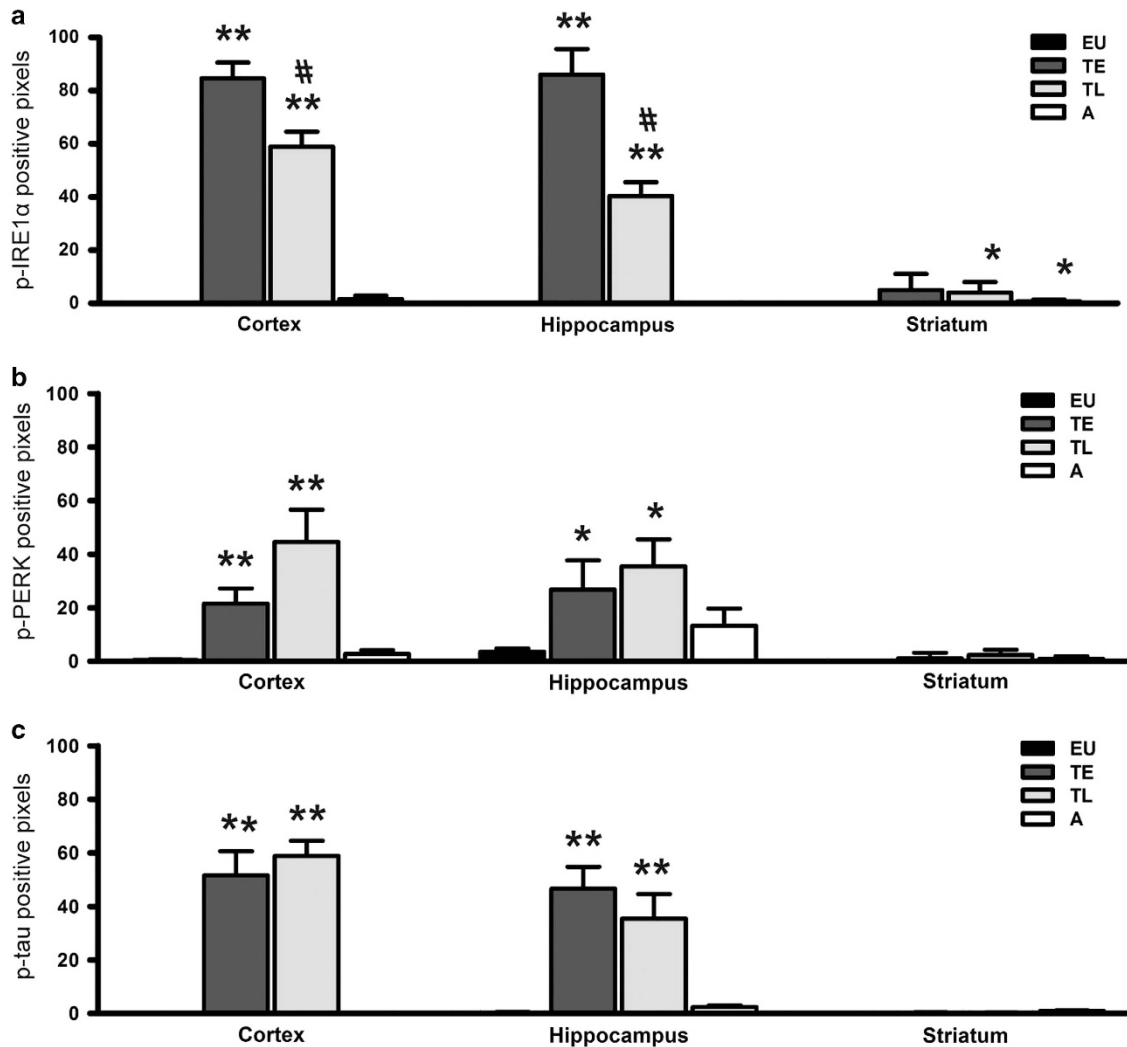 a
p-IRE1α positive pixels
100
80
60
40
20
0
** # ** ** # ** * *
EU
TE
TL
A
Cortex Hippocampus Striatum
b
p-PERK positive pixels
100
80
60
40
20
0
** ** * *
EU
TE
TL
A
Cortex Hippocampus Striatum
c
p-tau positive pixels
100
80
60
40
20
0
** ** ** **
EU
TE
TL
A
Cortex Hippocampus Striatum